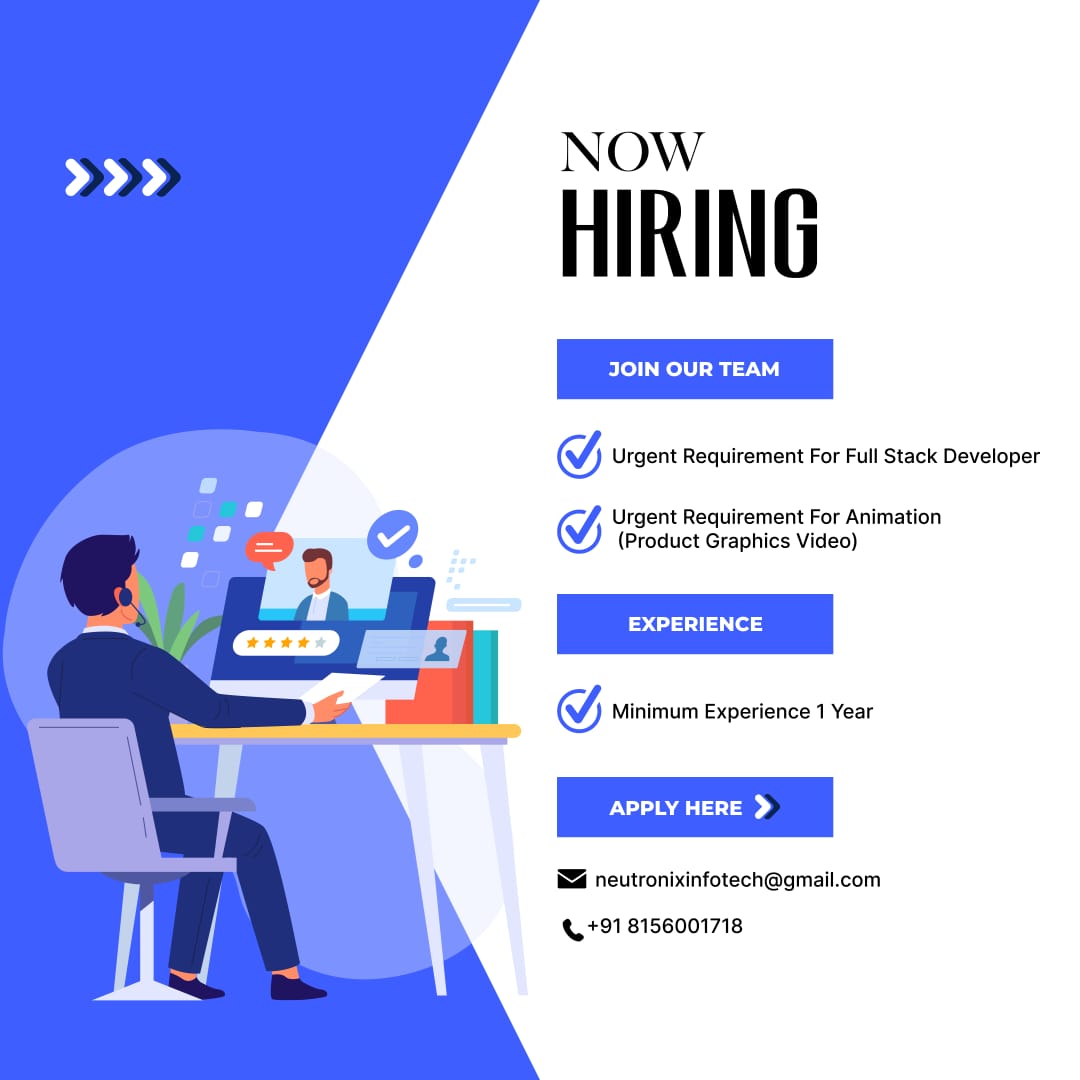 NOW
HIRING
JOIN OUR TEAM
Urgent Requirement For Full Stack Developer
Urgent Requirement For Animation
(Product Graphics Video)
EXPERIENCE
Minimum Experience 1 Year
APPLY HERE
neutronixinfotech@gmail.com
+91 8156001718